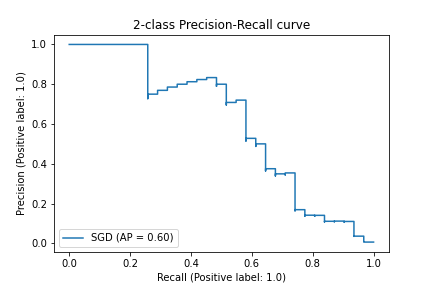 2-class Precision-Recall curve
Precision (Positive label: 1.0)
1.0
0.8
0.6
0.4
0.2
0.0
SGD (AP = 0.60)
0.0 0.2 0.4 0.6 0.8 1.0
Recall (Positive label: 1.0)